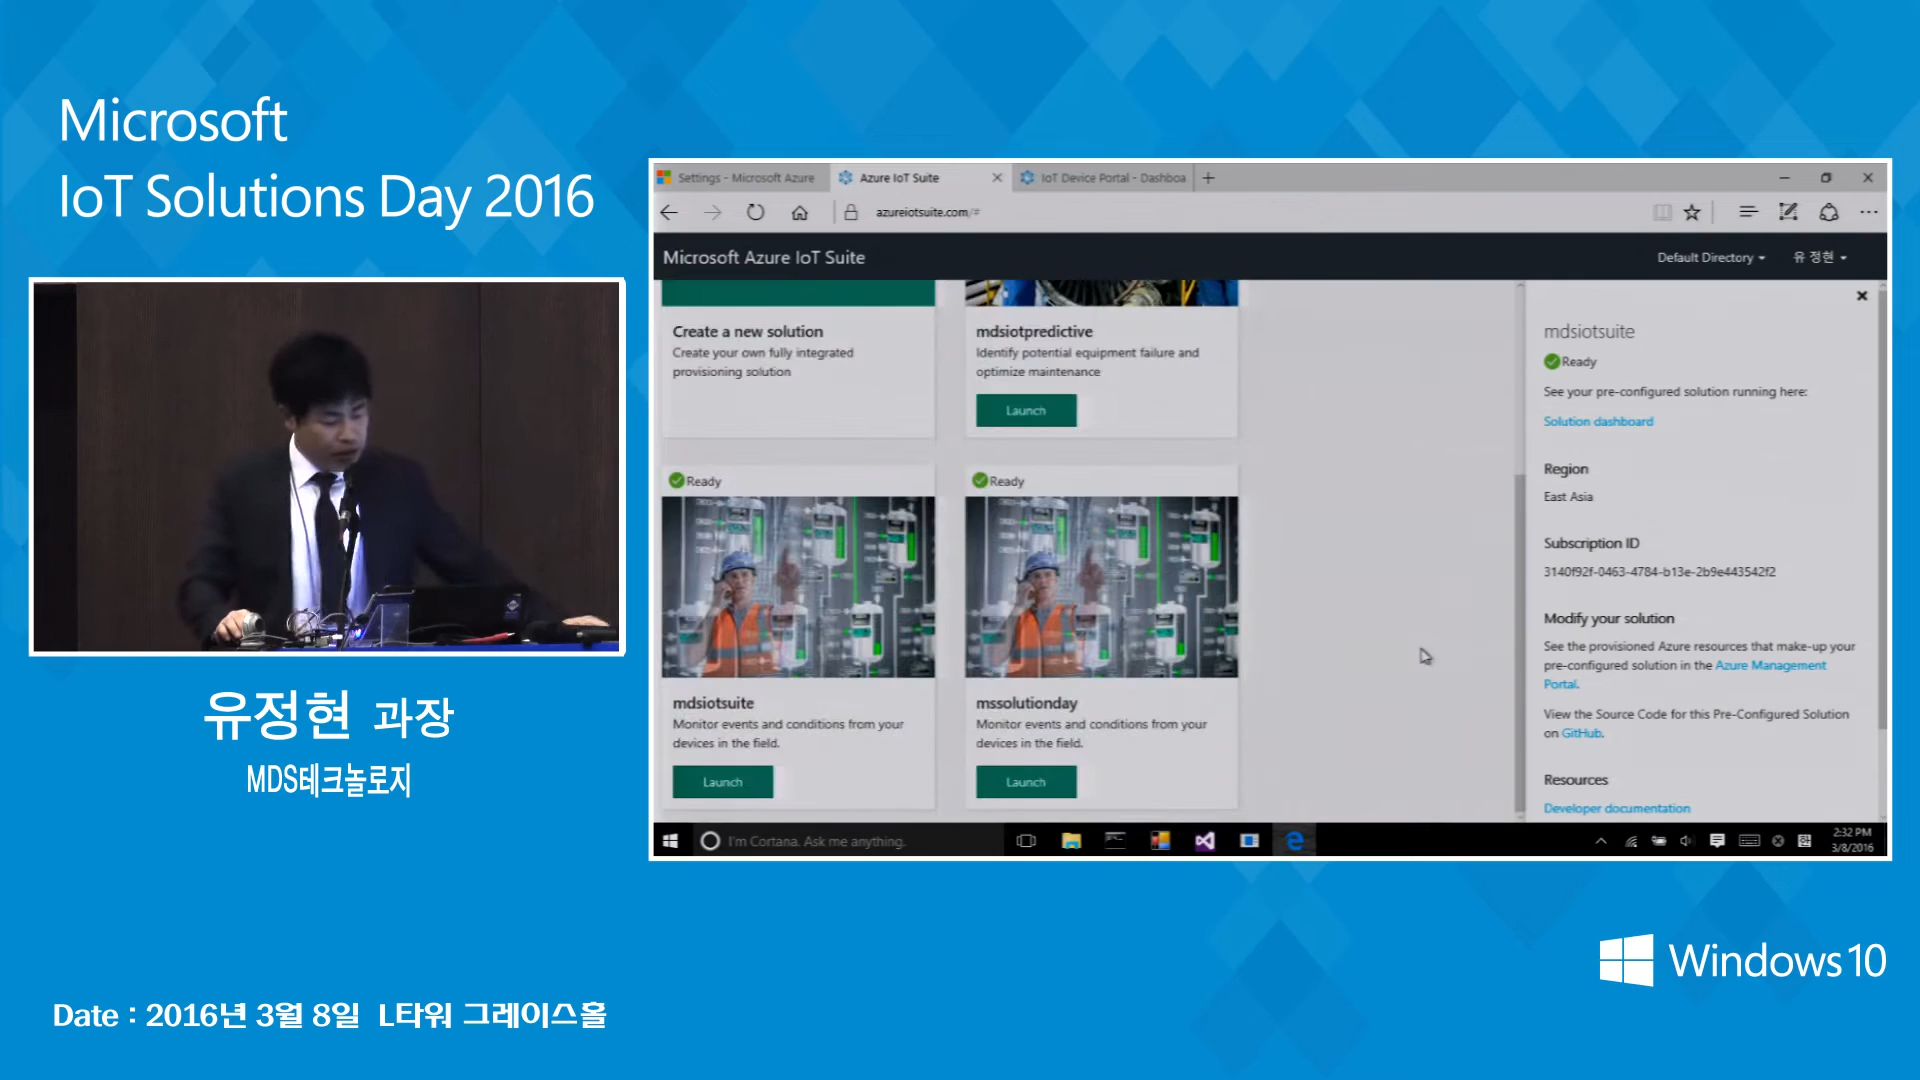 Microsoft
IoT Solutions Day 2016
유정현 과장
MDS테크놀로지
Date : 2016년 3월 8일 L타워 그레이스홀
Settings - Microsoft Azure
Azure IoT Suite
IoT Device Portal - Dashboa
azureiotsuite.com/#
Microsoft Azure IoT Suite
Default Directory
유 정현
Create a new solution
Create your own fully integrated
provisioning solution
mdsiotpredictive
Identify potential equipment failure and
optimize maintenance
Launch
Ready
mdsiotsuite
Monitor events and conditions from your
devices in the field.
Launch
Ready
mssolutionday
Monitor events and conditions from your
devices in the field.
Launch
mdsiotsuite
Ready
See your pre-configured solution running here:
Solution dashboard
Region
East Asia
Subscription ID
3140f92f-0463-4784-b13e-2b9e443542f2
Modify your solution
See the provisioned Azure resources that make-up your
pre-configured solution in the Azure Management
Portal.
View the Source Code for this Pre-Configured Solution
on GitHub.
Resources
Developer documentation
I'm Cortana. Ask me anything.
2:32 PM
3/8/2016
Windows 10